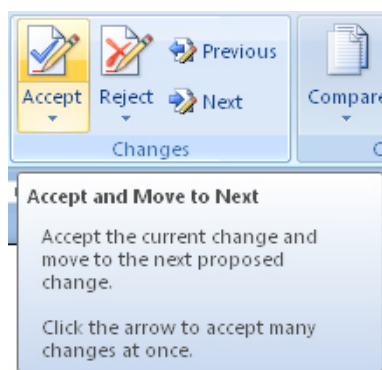 Previous
Accept Reject Next Compare
Changes
Accept and Move to Next
Accept the current change and
move to the next proposed
change.
Click the arrow to accept many
changes at once.